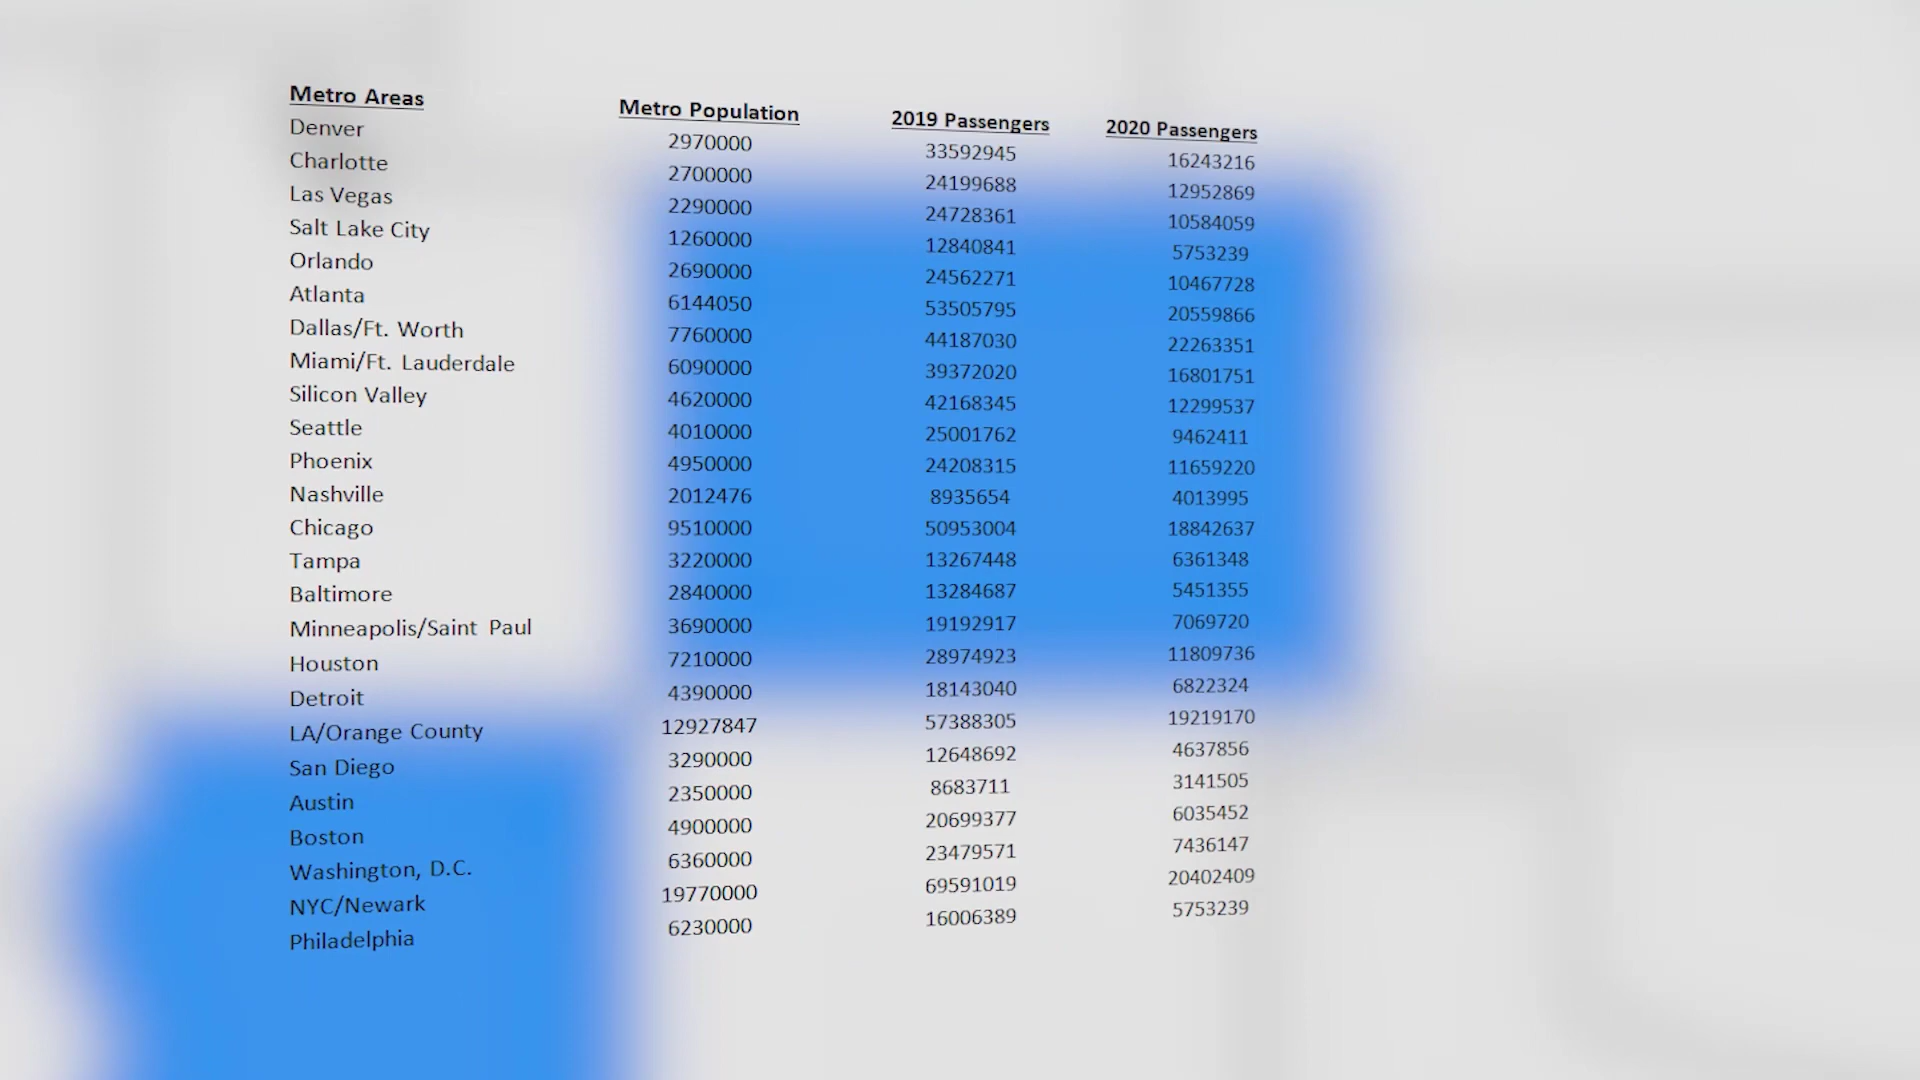 Metro Areas Metro Population 2019 Passengers 2020 Passengers
Denver 2970000 33592945 16243216
Charlotte 2700000 24199688 12952869
Las Vegas 2290000 24728361 10584059
Salt Lake City 1260000 12840841 5753239
Orlando 2690000 24562271 10467728
Atlanta 6144050 53505795 20559866
Dallas/Ft. Worth 7760000 44187030 22263351
Miami/Ft. Lauderdale 6090000 39372020 16801751
Silicon Valley 4620000 42168345 12299537
Seattle 4010000 25001762 9462411
Phoenix 4950000 24208315 11659220
Nashville 2012476 8935654 4013995
Chicago 9510000 50953004 18842637
Tampa 3220000 13267448 6361348
Baltimore 2840000 13284687 5451355
Minneapolis/Saint Paul 3690000 19192917 7069720
Houston 7210000 28974923 11809736
Detroit 4390000 18143040 6822324
LA/Orange County 12927847 57388305 19219170
San Diego 3290000 12648692 4637856
Austin 2350000 8683711 3141505
Boston 4900000 20699377 6035452
Washington, D.C. 6360000 23479571 7436147
NYC/Newark 19770000 69591019 20402409
Philadelphia 6230000 16006389 5753239